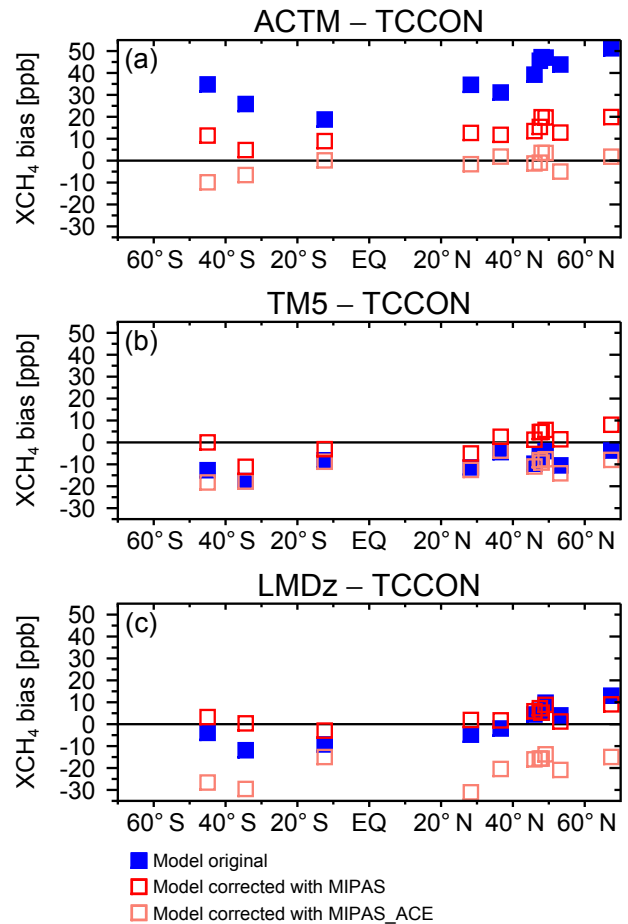 ACTM – TCCON
(a)
XCH₄ bias [ppb]
50
40
30
20
10
0
-10
-20
-30
60° S 40° S 20° S EQ 20° N 40° N 60° N
TM5 – TCCON
(b)
XCH₄ bias [ppb]
50
40
30
20
10
0
-10
-20
-30
60° S 40° S 20° S EQ 20° N 40° N 60° N
LMDz – TCCON
(c)
XCH₄ bias [ppb]
50
40
30
20
10
0
-10
-20
-30
60° S 40° S 20° S EQ 20° N 40° N 60° N
Model original
Model corrected with MIPAS
Model corrected with MIPAS_ACE